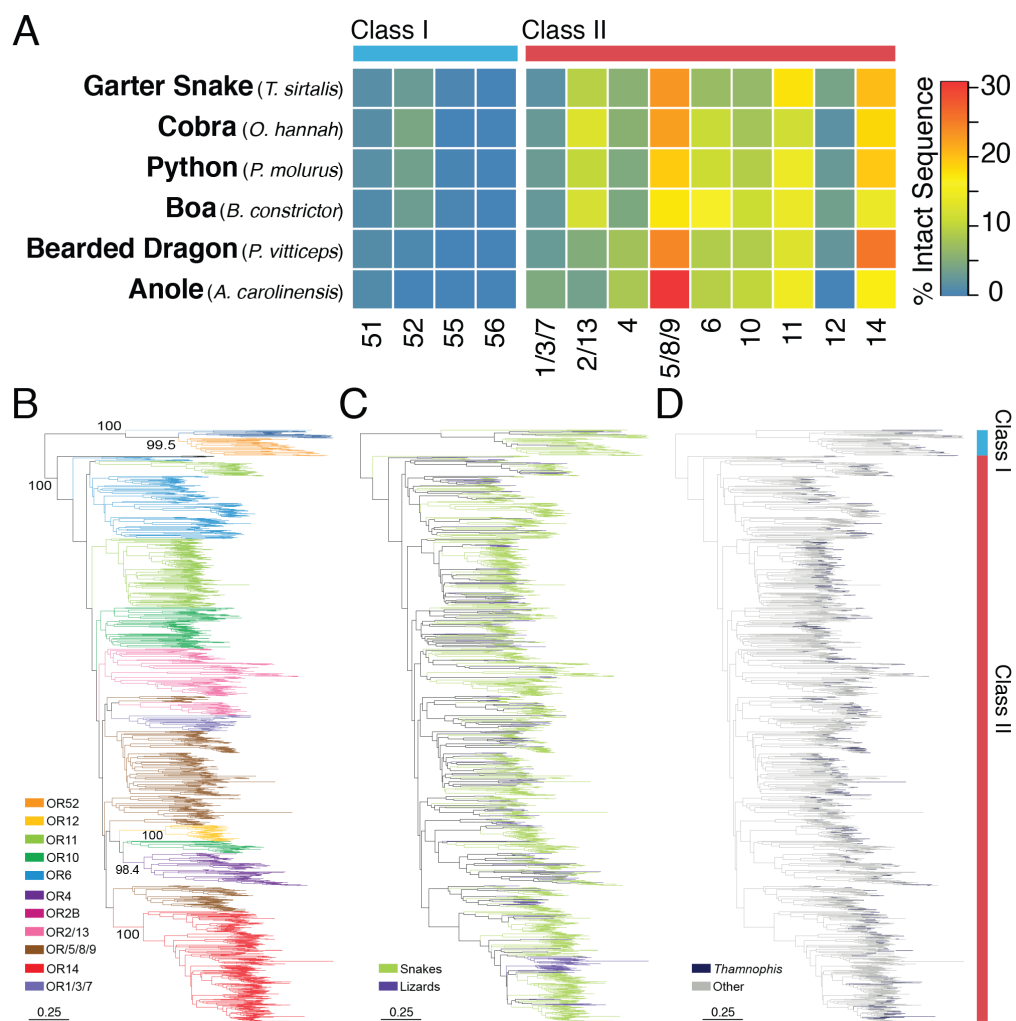 A
Class I
Class II
Garter Snake (T. sirtalis)
Cobra (O. hannah)
Python (P. molurus)
Boa (B. constrictor)
Bearded Dragon (P. vitticeps)
Anole (A. carolinensis)
51
52
55
56
1/3/7
2/13
4
5/8/9
6
10
11
12
14
30
20
10
0
% Intact Sequence
B
100
99.5
100
100
98.4
100
OR52
OR12
OR11
OR10
OR6
OR4
OR2B
OR2/13
OR/5/8/9
OR14
OR1/3/7
0.25
C
Snakes
Lizards
0.25
D
Thamnophis
Other
0.25
Class I
Class II